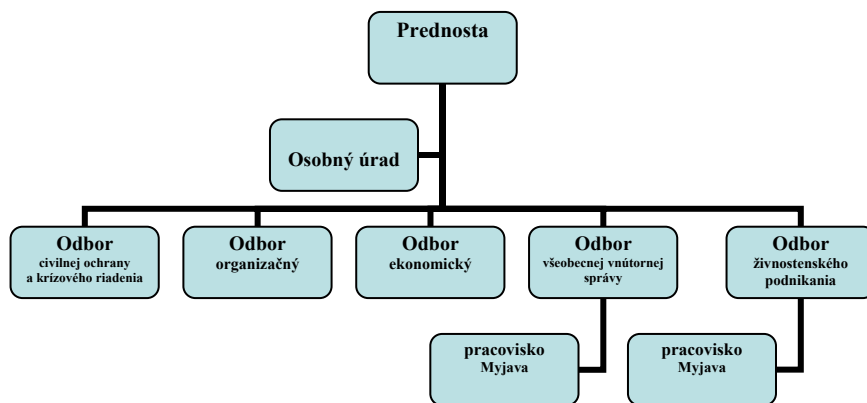 Prednosta
Osobný úrad
Odbor
civilnej ochrany
a krízového riadenia
Odbor
organizačný
Odbor
ekonomický
Odbor
všeobecnej vnútornej
správy
Odbor
živnostenského
podnikania
pracovisko
Myjava
pracovisko
Myjava